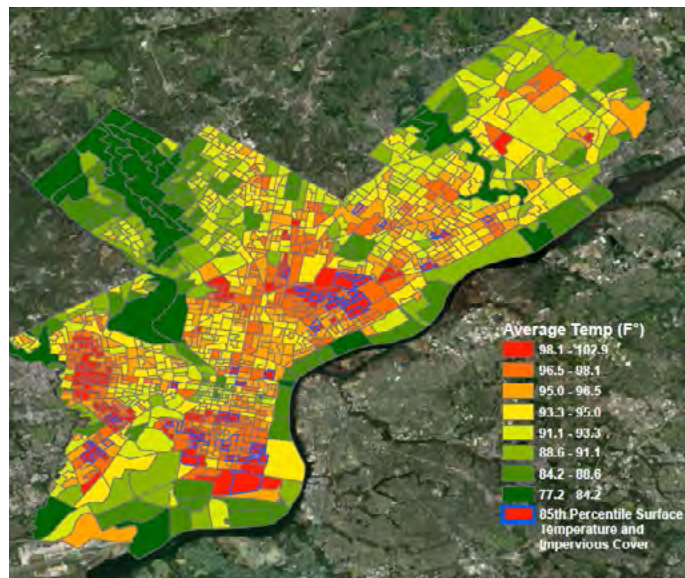 Average Temp (F°)
98.1 - 102.9
96.5 - 98.1
95.0 - 96.5
93.3 - 95.0
91.1 - 93.3
88.6 - 91.1
84.2 - 88.6
77.2 - 84.2
85th Percentile Surface
Temperature and
Impervious Cover